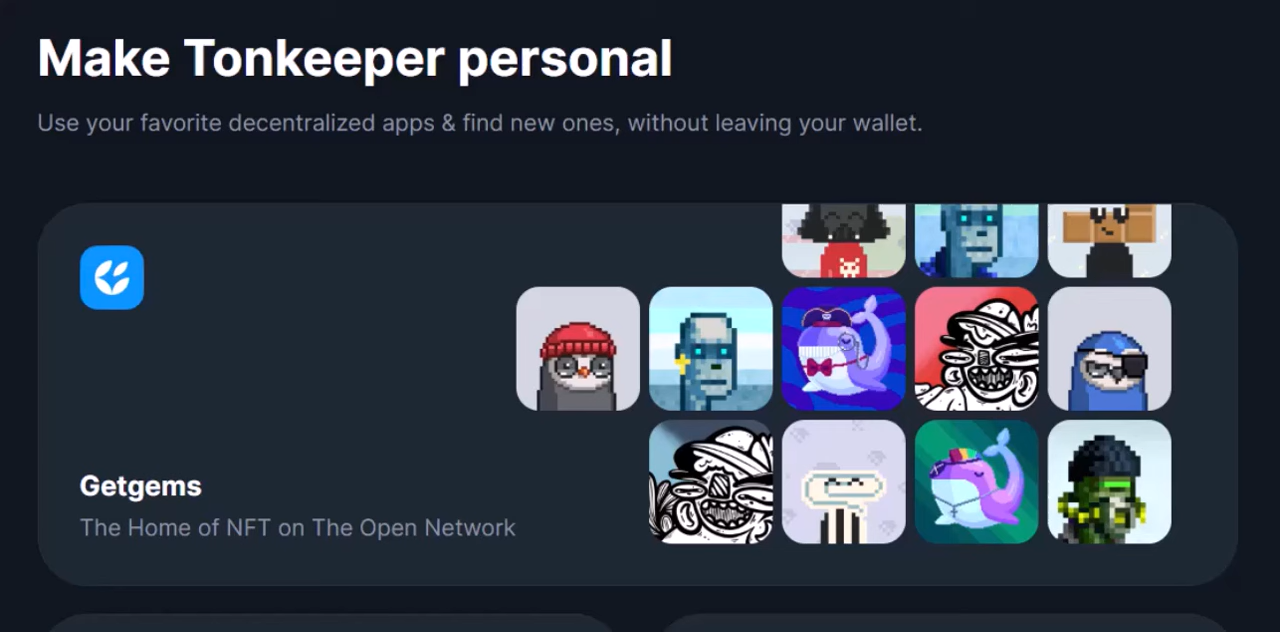 Make Tonkeeper personal
Use your favorite decentralized apps & find new ones, without leaving your wallet.
Getgems
The Home of NFT on The Open Network